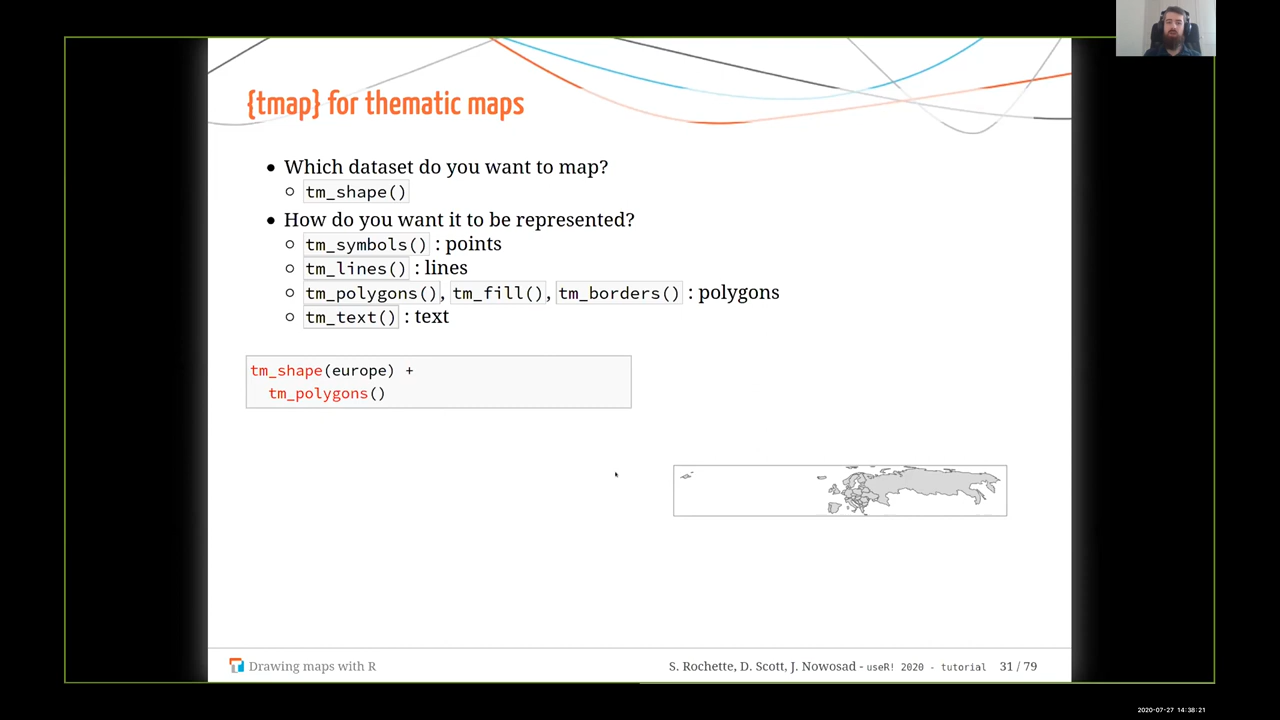 {tmap} for thematic maps
Which dataset do you want to map?
tm_shape()
How do you want it to be represented?
tm_symbols() : points
tm_lines() : lines
tm_polygons(), tm_fill(), tm_borders() : polygons
tm_text() : text
tm_shape(europe) +
tm_polygons()
Drawing maps with R
S. Rochette, D. Scott, J. Nowosad - useR! 2020 - tutorial 31 / 79
2020-07-27 14:38:21